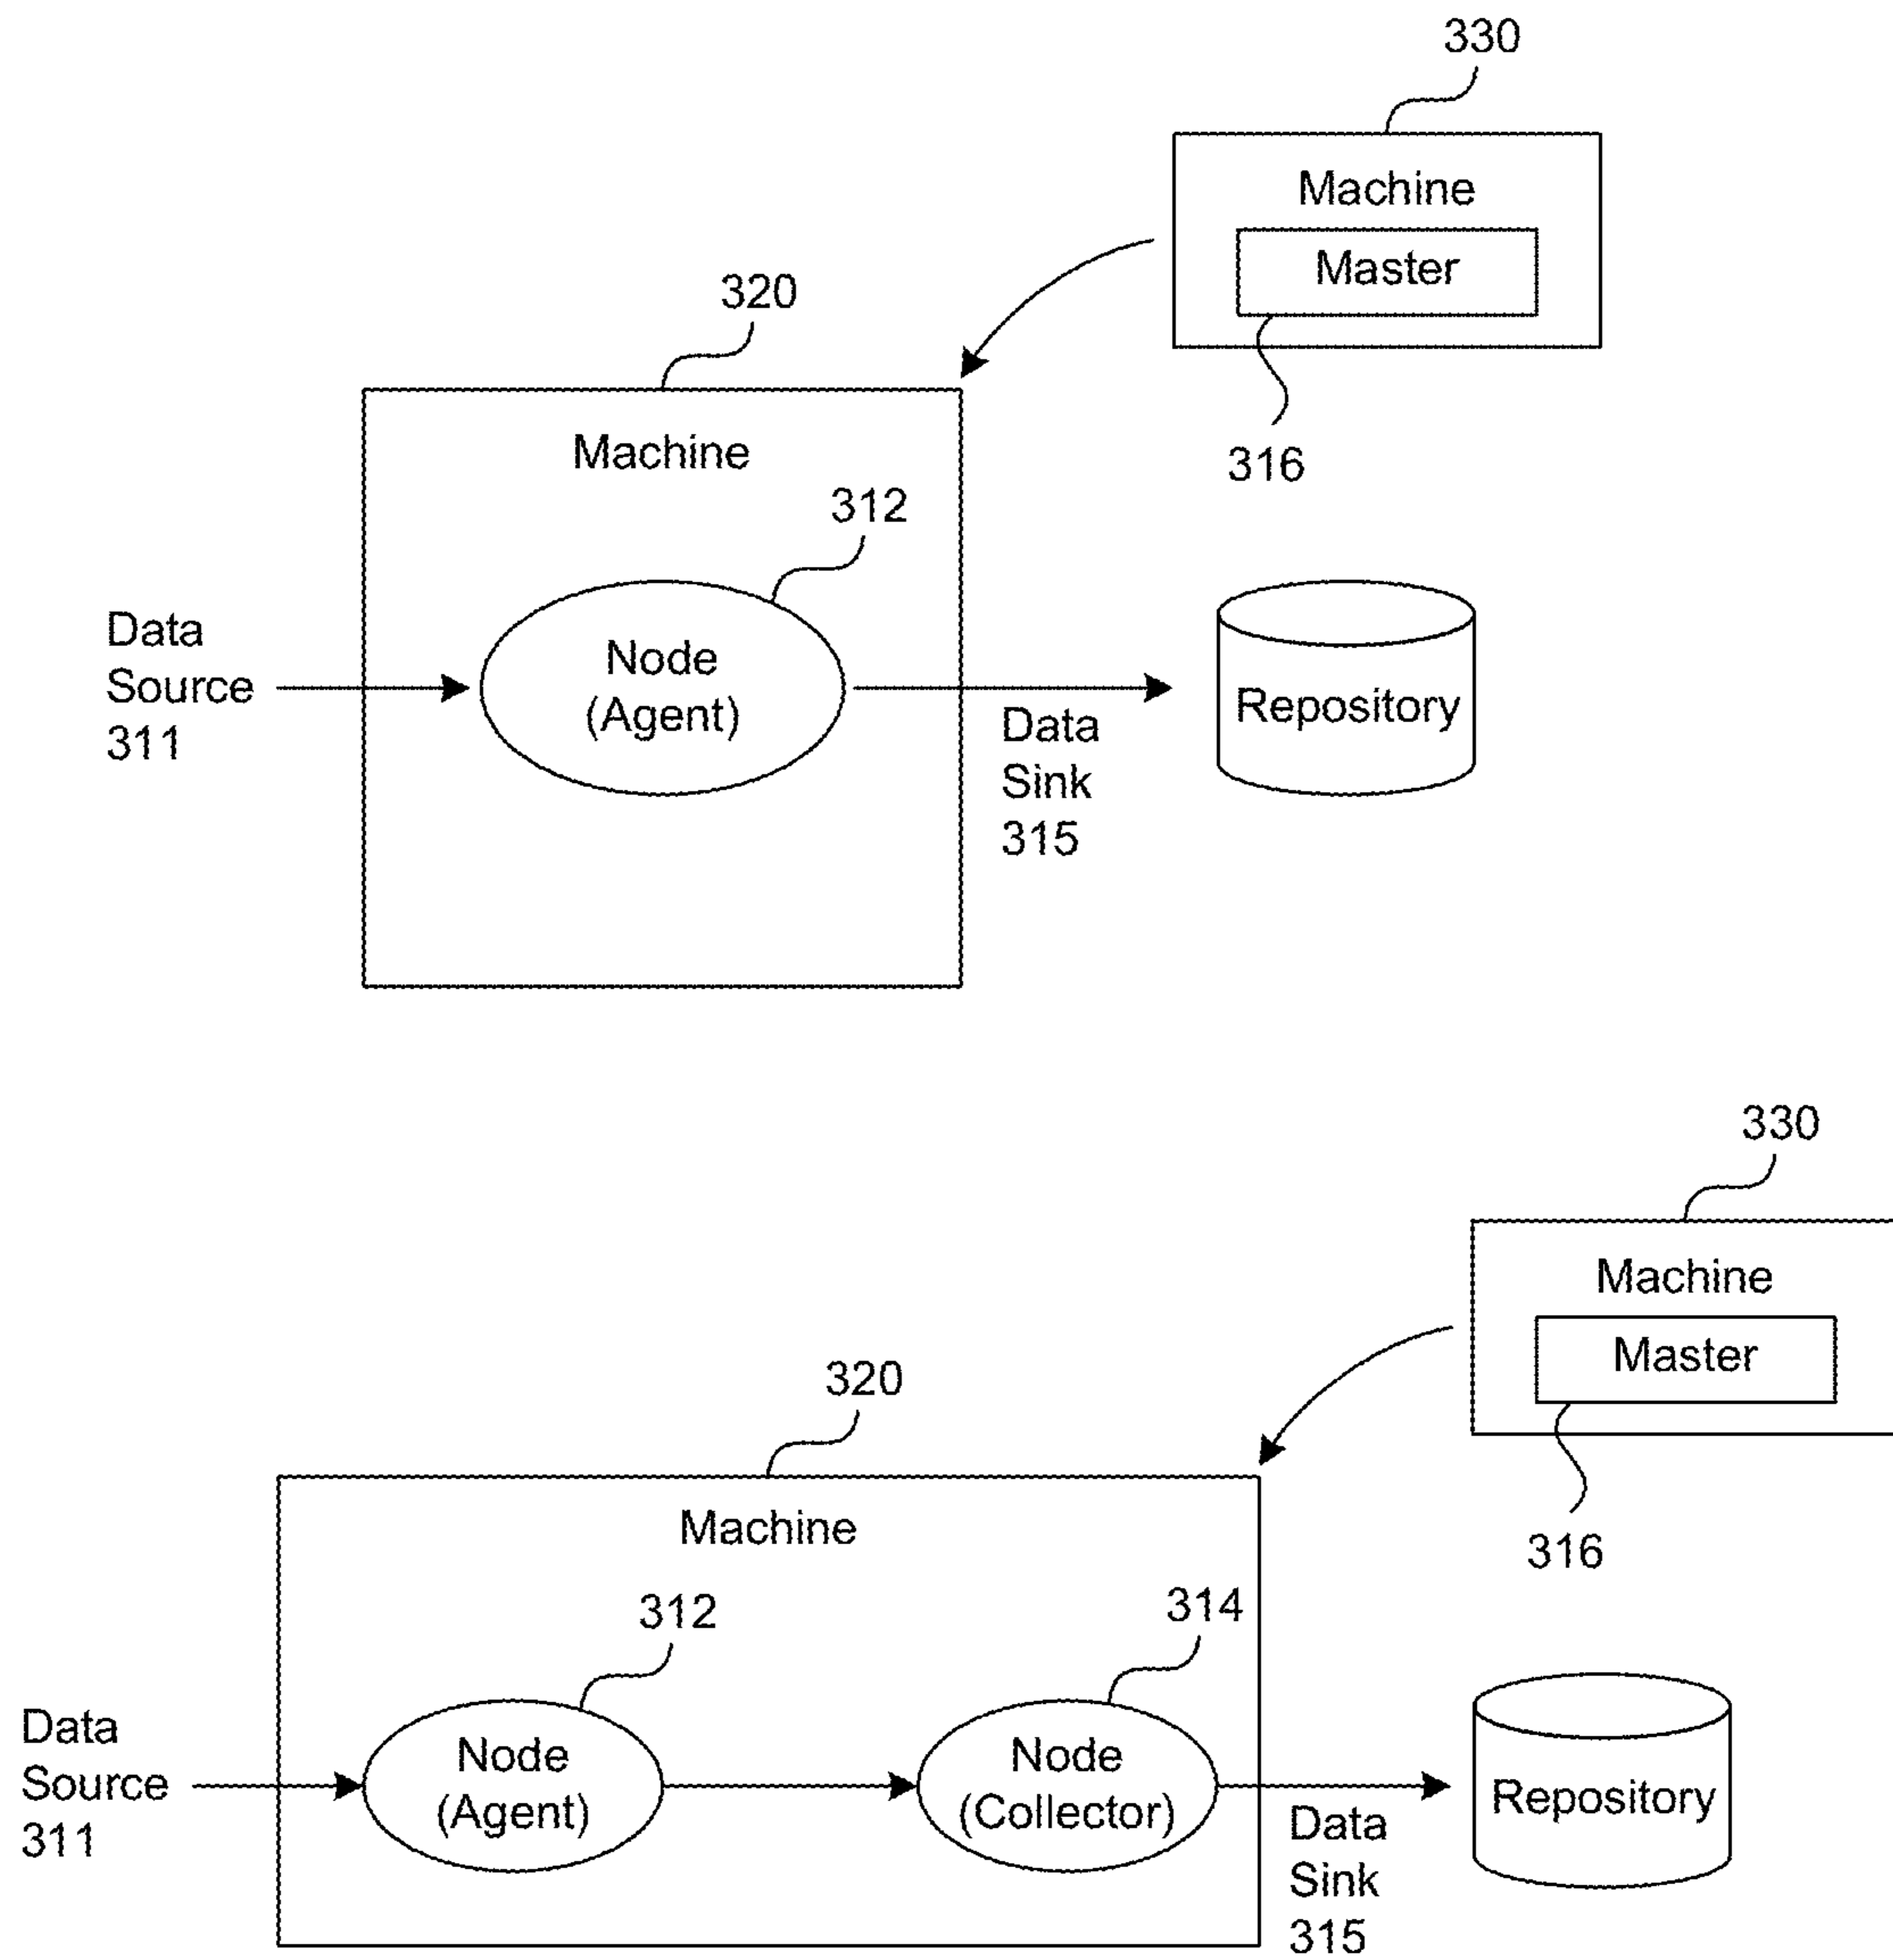 330
Machine
Master
320
316
Machine
312
Data
Source
311
Node
(Agent)
Data
Sink
315
Repository
330
Machine
Master
320
316
Machine
312
314
Data
Source
311
Node
(Agent)
Node
(Collector)
Data
Sink
315
Repository